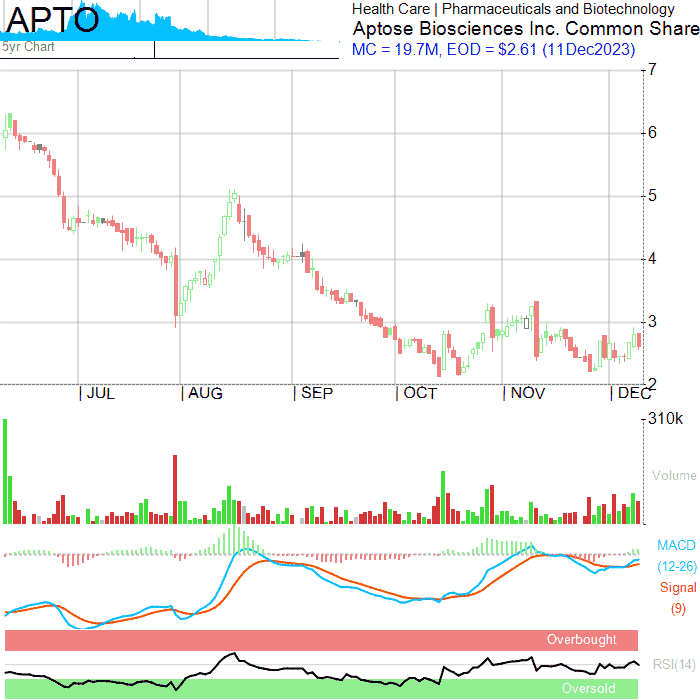 APTO
5yr Chart
Health Care | Pharmaceuticals and Biotechnology
Aptose Biosciences Inc. Common Share
MC = 19.7M, EOD = $2.61 (11Dec2023)
7
6
5
4
3
2
JUL AUG SEP OCT NOV DEC
310k
Volume
MACD
(12-26)
Signal
(9)
Overbought
RSI(14)
Oversold